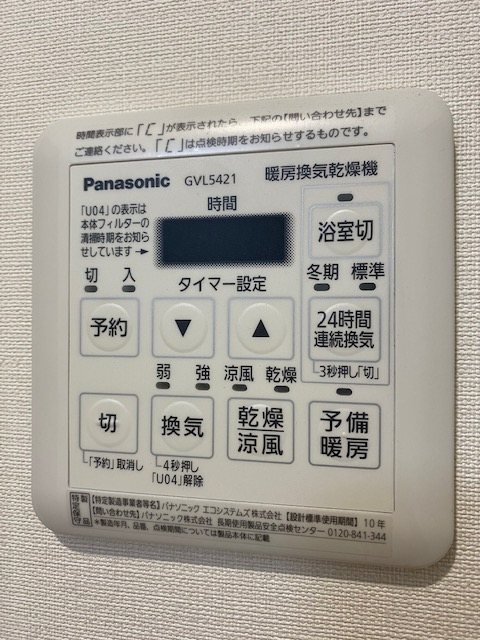 時間表示部に「C」が表示されたら、下記の【問い合わせ先】まで
ご連絡ください。「C」は点検時期をお知らせするものです。
Panasonic GVL5421 暖房換気乾燥機
「U04」の表示は
本体フィルターの
清掃時期をお知ら
せしています→
時間
浴室切
切 入
タイマー設定
冬期 標準
予約
▼
▲
24時間
連続換気
3秒押し「切」
弱 強 涼風 乾燥
切
換気
乾燥
涼風
予備
暖房
「予約」取消し
4秒押し
「U04」解除
特定保守製品
【特定製造事業者等名】パナソニック エコシステムズ株式会社 【設計標準使用期間】10年
【問い合わせ先】パナソニック株式会社 長期使用製品安全点検センター 0120-841-344
*製造年月、品番、点検期間については製品本体に記載